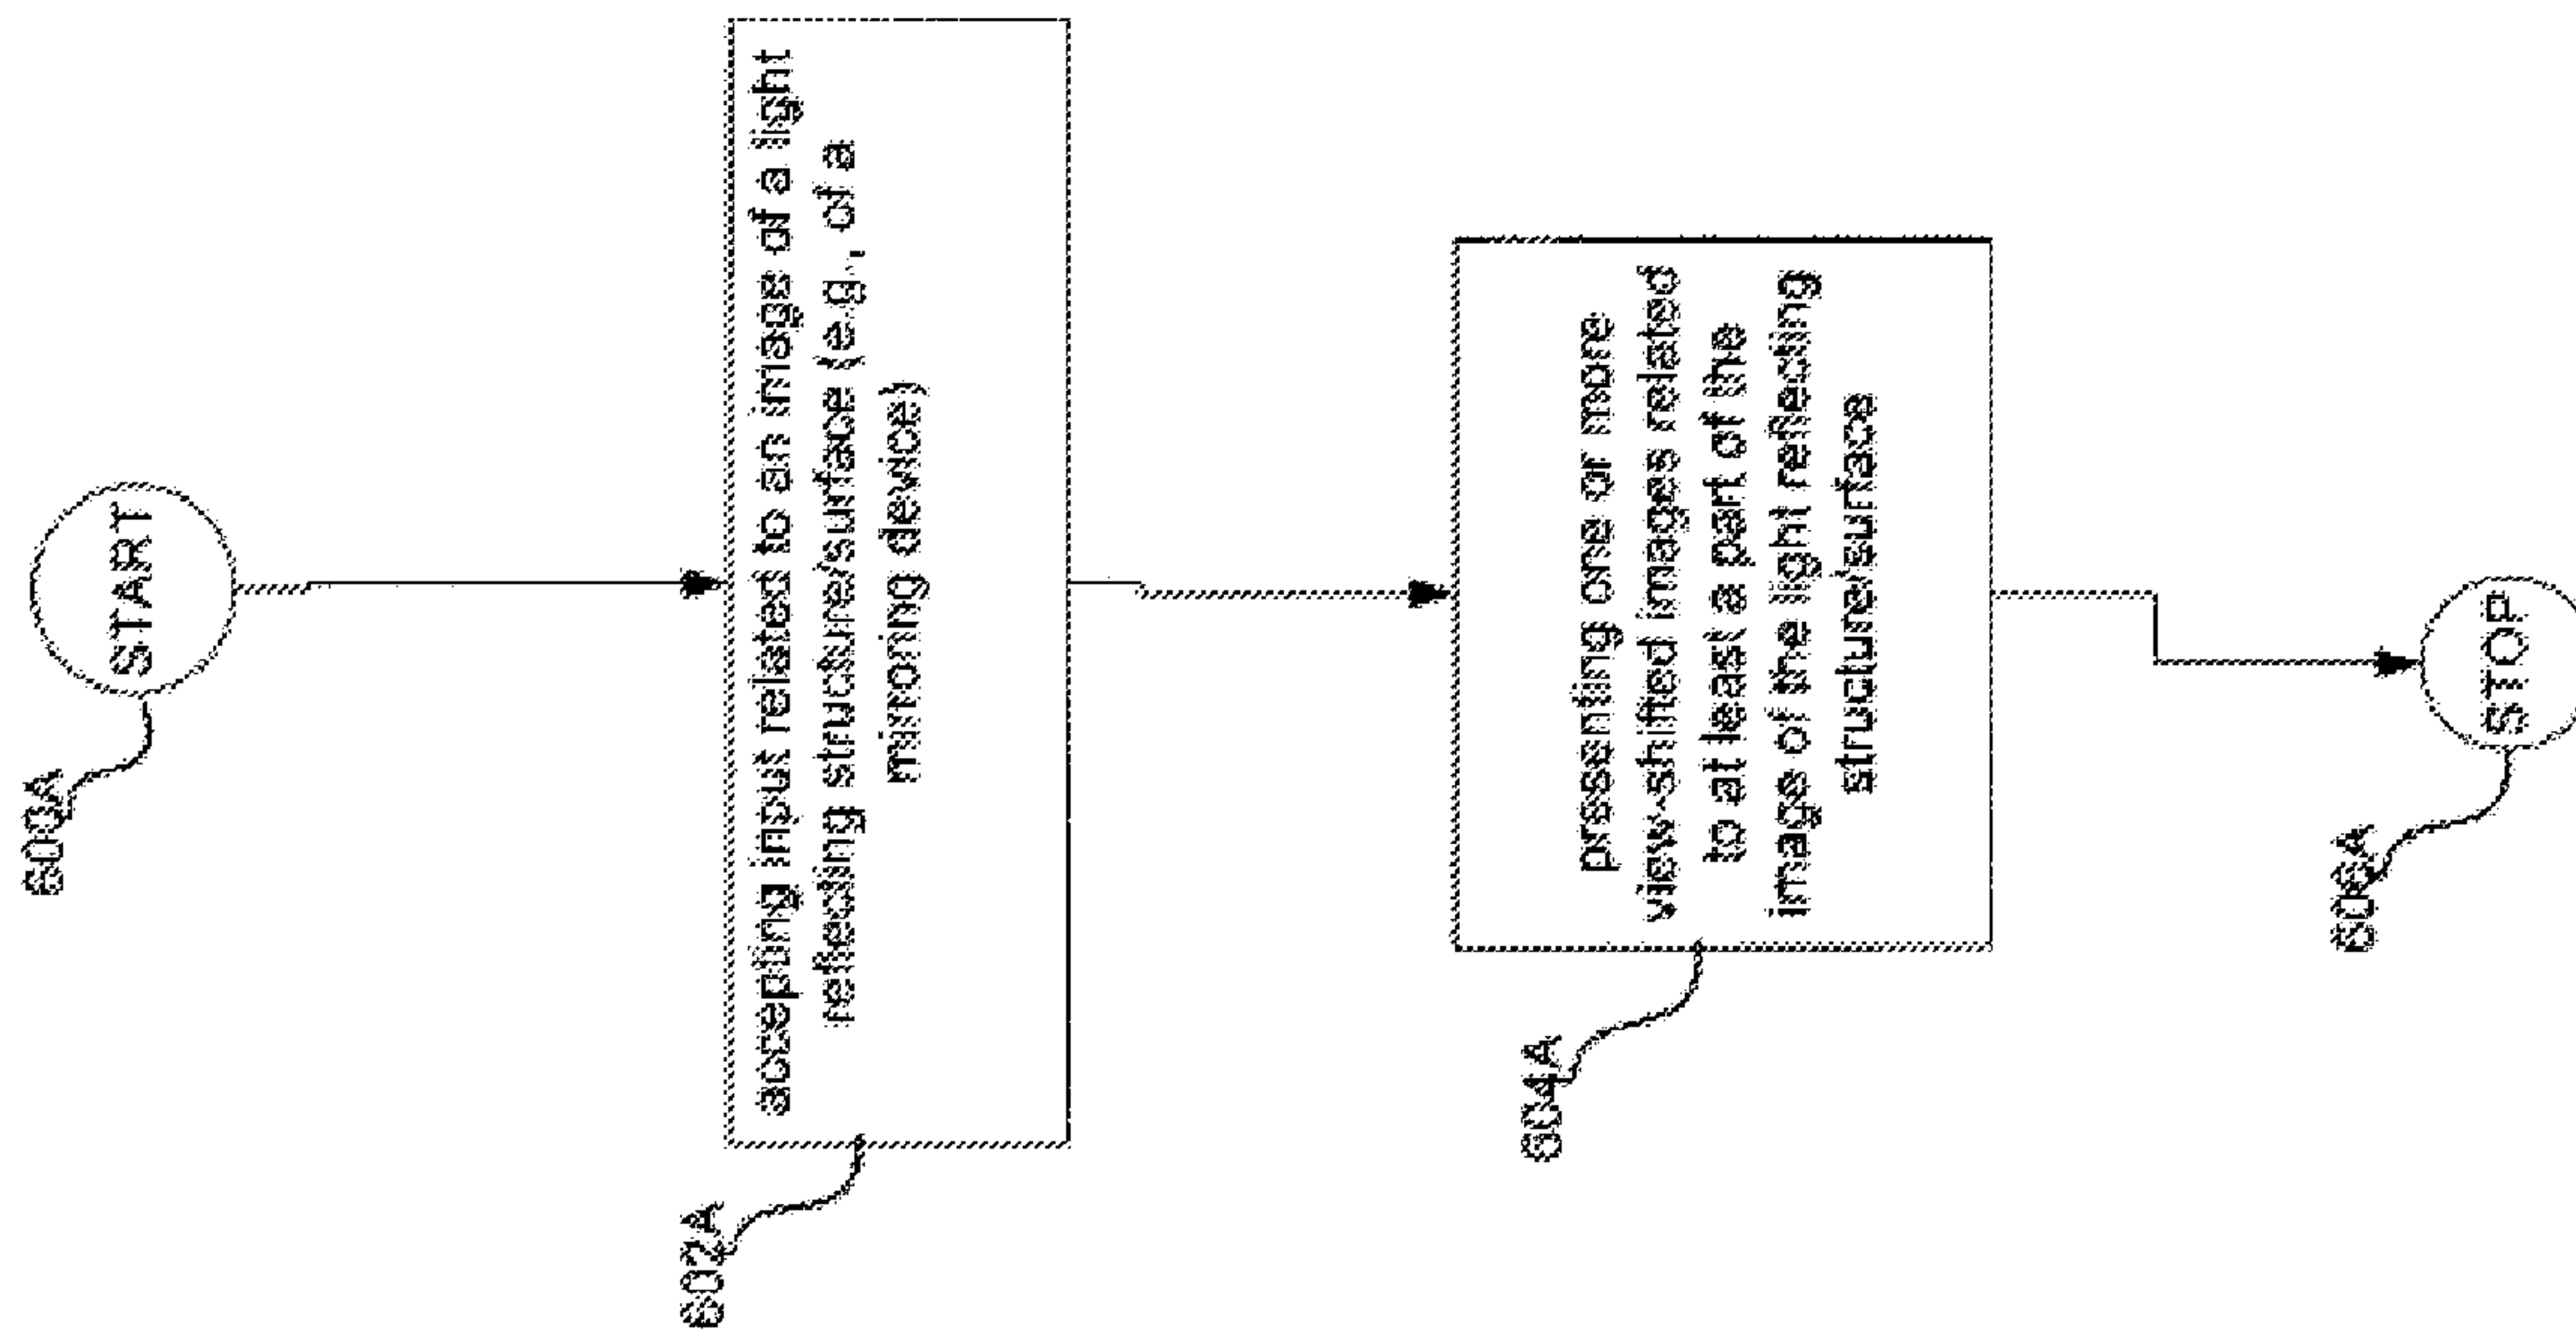 600A
START
602A
accepting input related to an image of a light
reflecting structure/surface (e.g., of a
mirroring device)
604A
presenting one or more
view-shifted images related
to at least a part of the
image of the light reflecting
structure/surface
606A
STOP